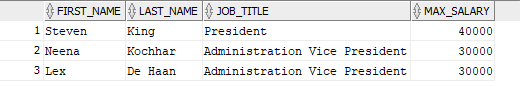 FIRST_NAME LAST_NAME JOB_TITLE MAX_SALARY
1 Steven King President 40000
2 Neena Kochhar Administration Vice President 30000
3 Lex De Haan Administration Vice President 30000